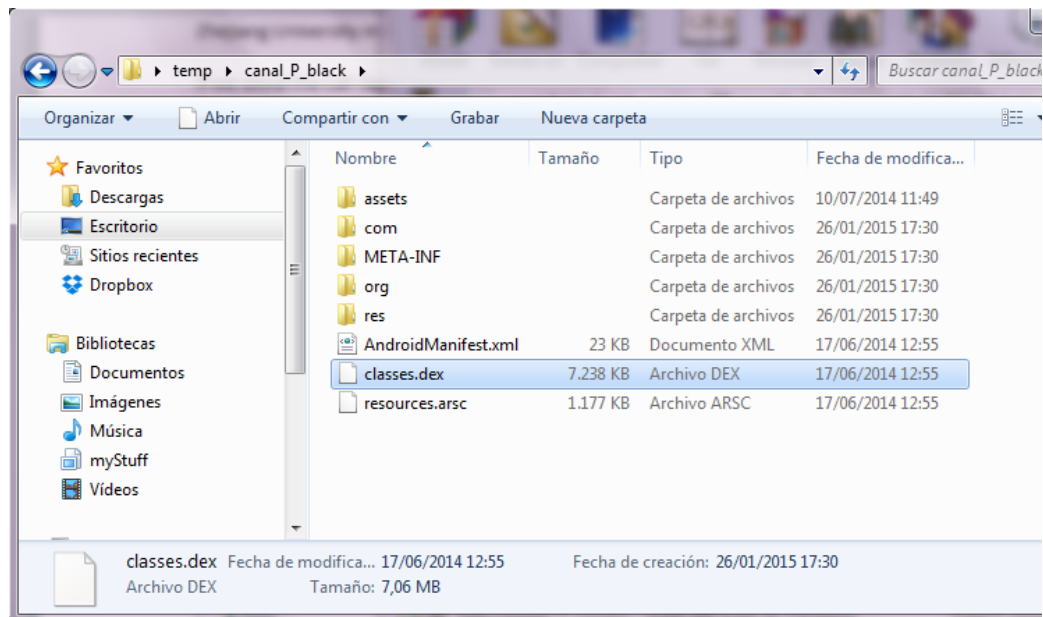 temp canal_P_black Buscar canal_P_black
Organizar Abrir Compartir con Grabar Nueva carpeta
Nombre Tamaño Tipo Fecha de modifica...
Favoritos
Descargas
Escritorio
Sitios recientes
Dropbox
Bibliotecas
Documentos
Imágenes
Música
myStuff
Vídeos
assets Carpeta de archivos 10/07/2014 11:49
com Carpeta de archivos 26/01/2015 17:30
META-INF Carpeta de archivos 26/01/2015 17:30
org Carpeta de archivos 26/01/2015 17:30
res Carpeta de archivos 26/01/2015 17:30
AndroidManifest.xml 23 KB Documento XML 17/06/2014 12:55
classes.dex 7.238 KB Archivo DEX 17/06/2014 12:55
resources.arsc 1.177 KB Archivo ARSC 17/06/2014 12:55
classes.dex Fecha de modifica... 17/06/2014 12:55 Fecha de creación: 26/01/2015 17:30
Archivo DEX Tamaño: 7,06 MB